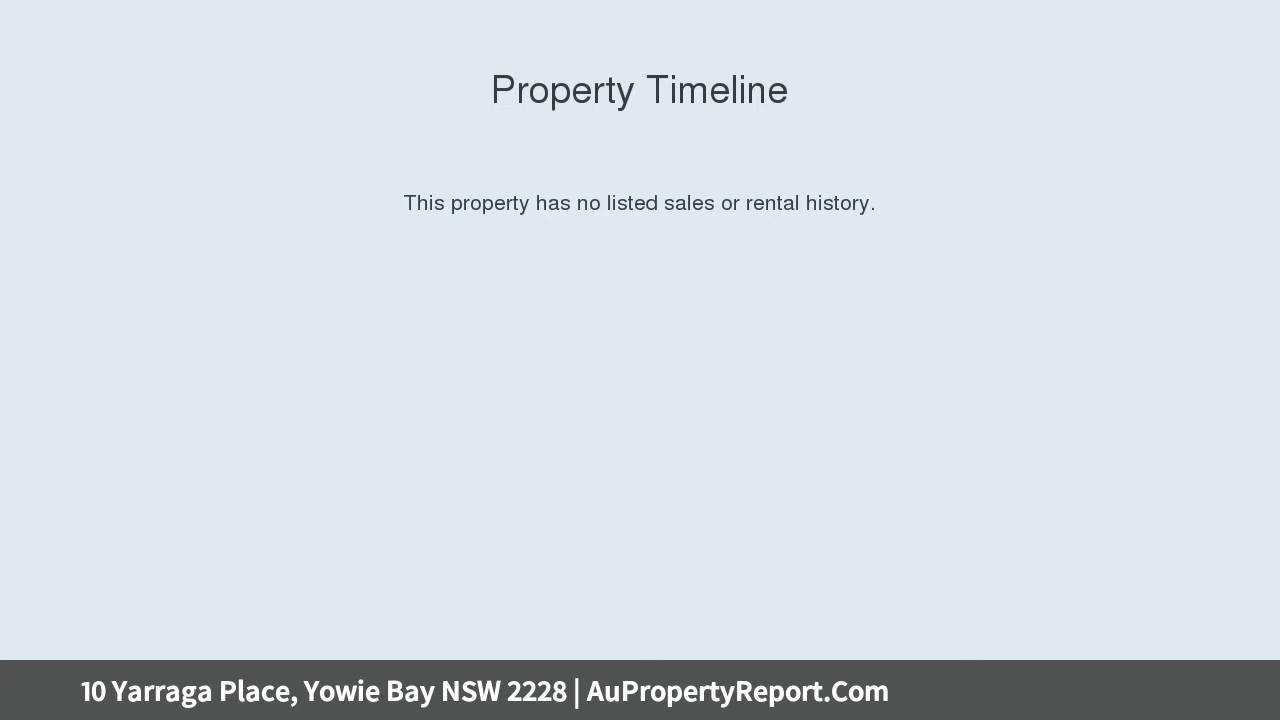 Property Timeline
This property has no listed sales or rental history.
10 Yarraga Place, Yowie Bay NSW 2228 | AuPropertyReport.Com